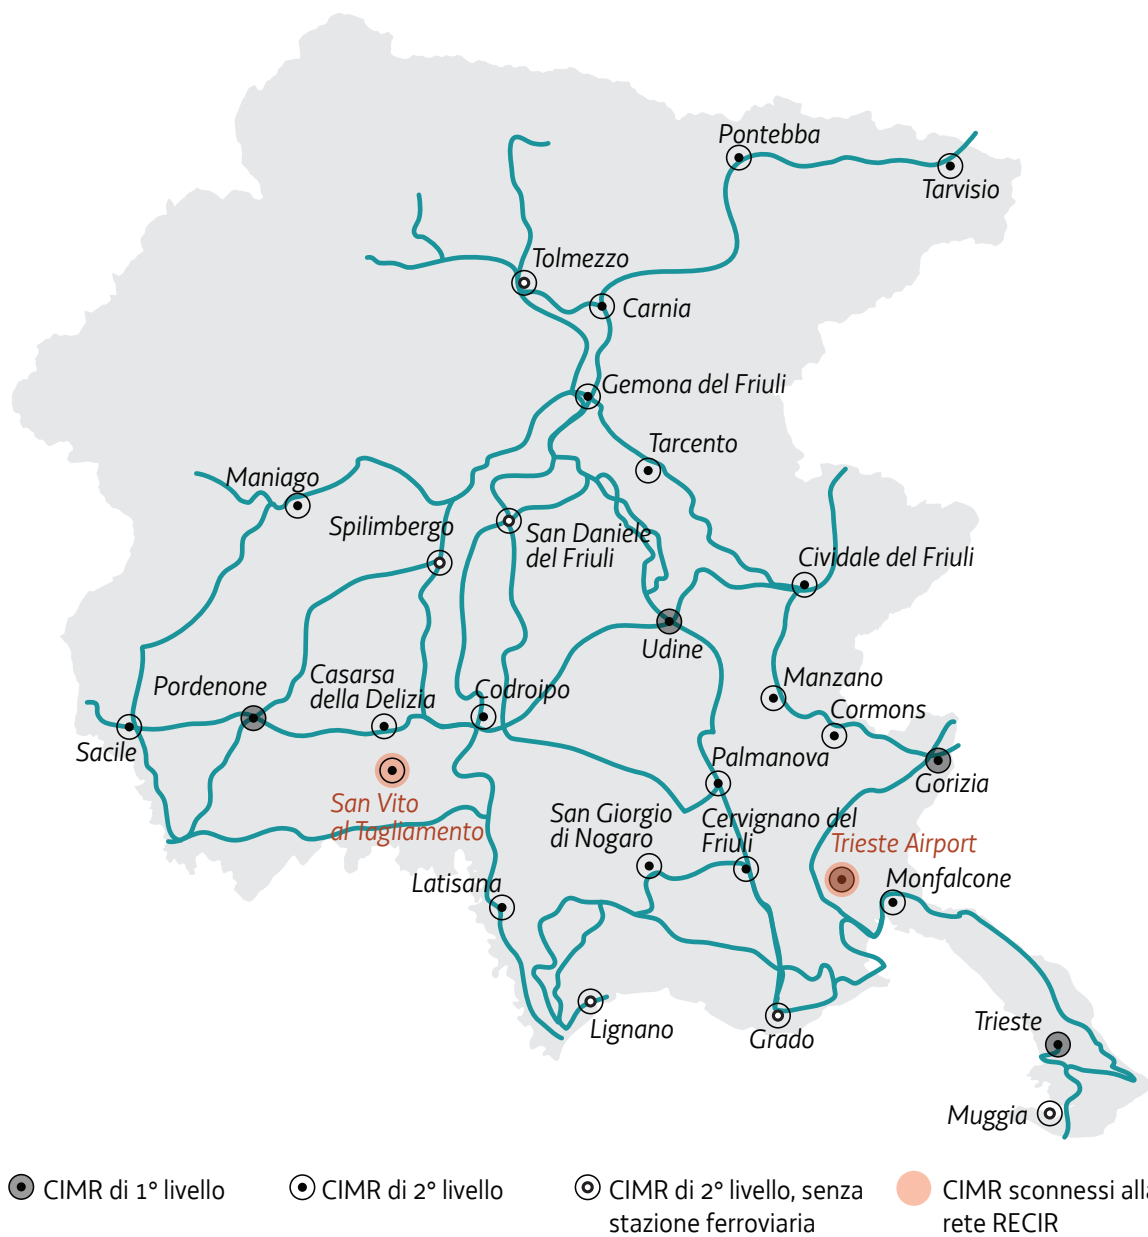 Pontebba
Tarvisio
Tolmezzo
Carnia
Gemona del Friuli
Tarcento
Maniago
Spilimbergo
San Daniele
del Friuli
Cividale del Friuli
Udine
Pordenone
Casarsa
della Delizia
Codroipo
Manzano
Cormons
Sacile
Palmanova
Gorizia
San Vito
al Tagliamento
San Giorgio
di Nogaro
Cervignano del
Friuli
Trieste Airport
Latisana
Monfalcone
Lignano
Grado
Trieste
Muggia
CIMR di 1° livello
CIMR di 2° livello
CIMR di 2° livello, senza
stazione ferroviaria
CIMR sconnessi alla
rete RECIR